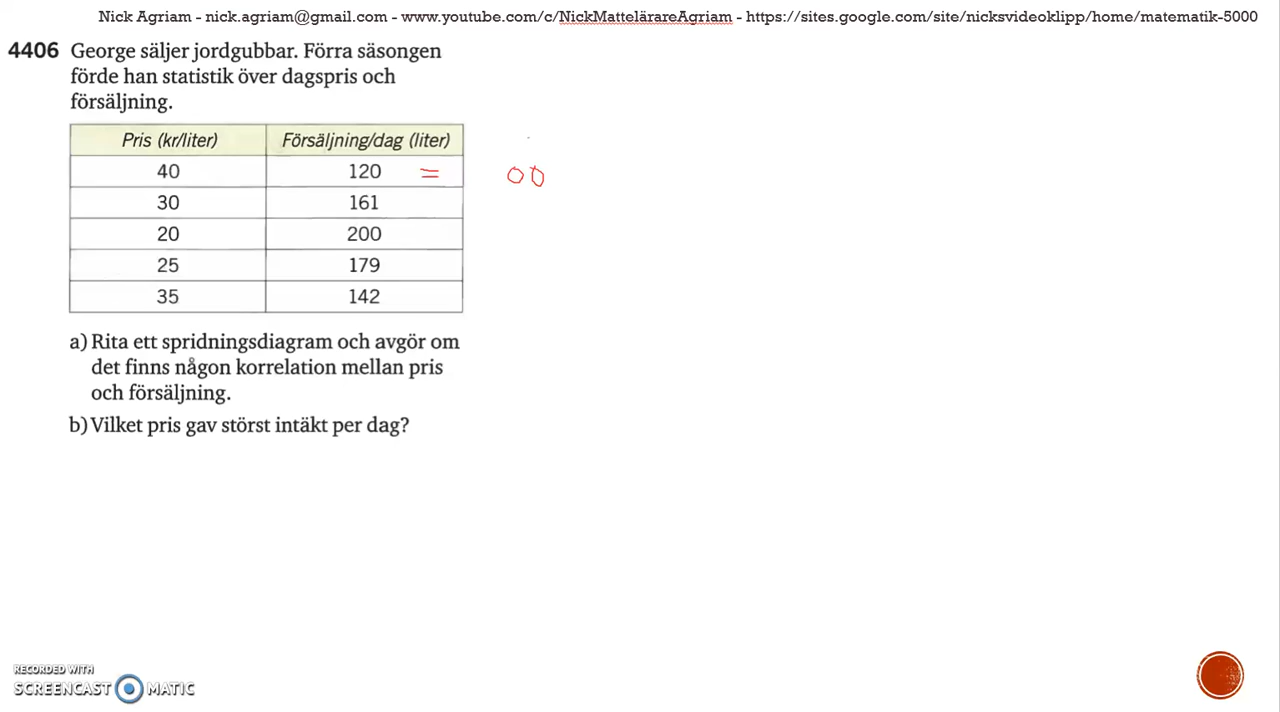 Nick Agriam - nick.agriam@gmail.com - www.youtube.com/c/NickMattelärareAgriam - https://sites.google.com/site/nicksvideoklipp/home/matematik-5000
4406 George säljer jordgubbar. Förra säsongen
förde han statistik över dagspris och
försäljning.
Pris (kr/liter) Försäljning/dag (liter)
40 120 = 00
30 161
20 200
25 179
35 142
a) Rita ett spridningsdiagram och avgör om
det finns någon korrelation mellan pris
och försäljning.
b) Vilket pris gav störst intäkt per dag?
RECORDED WITH
SCREENCAST MATIC